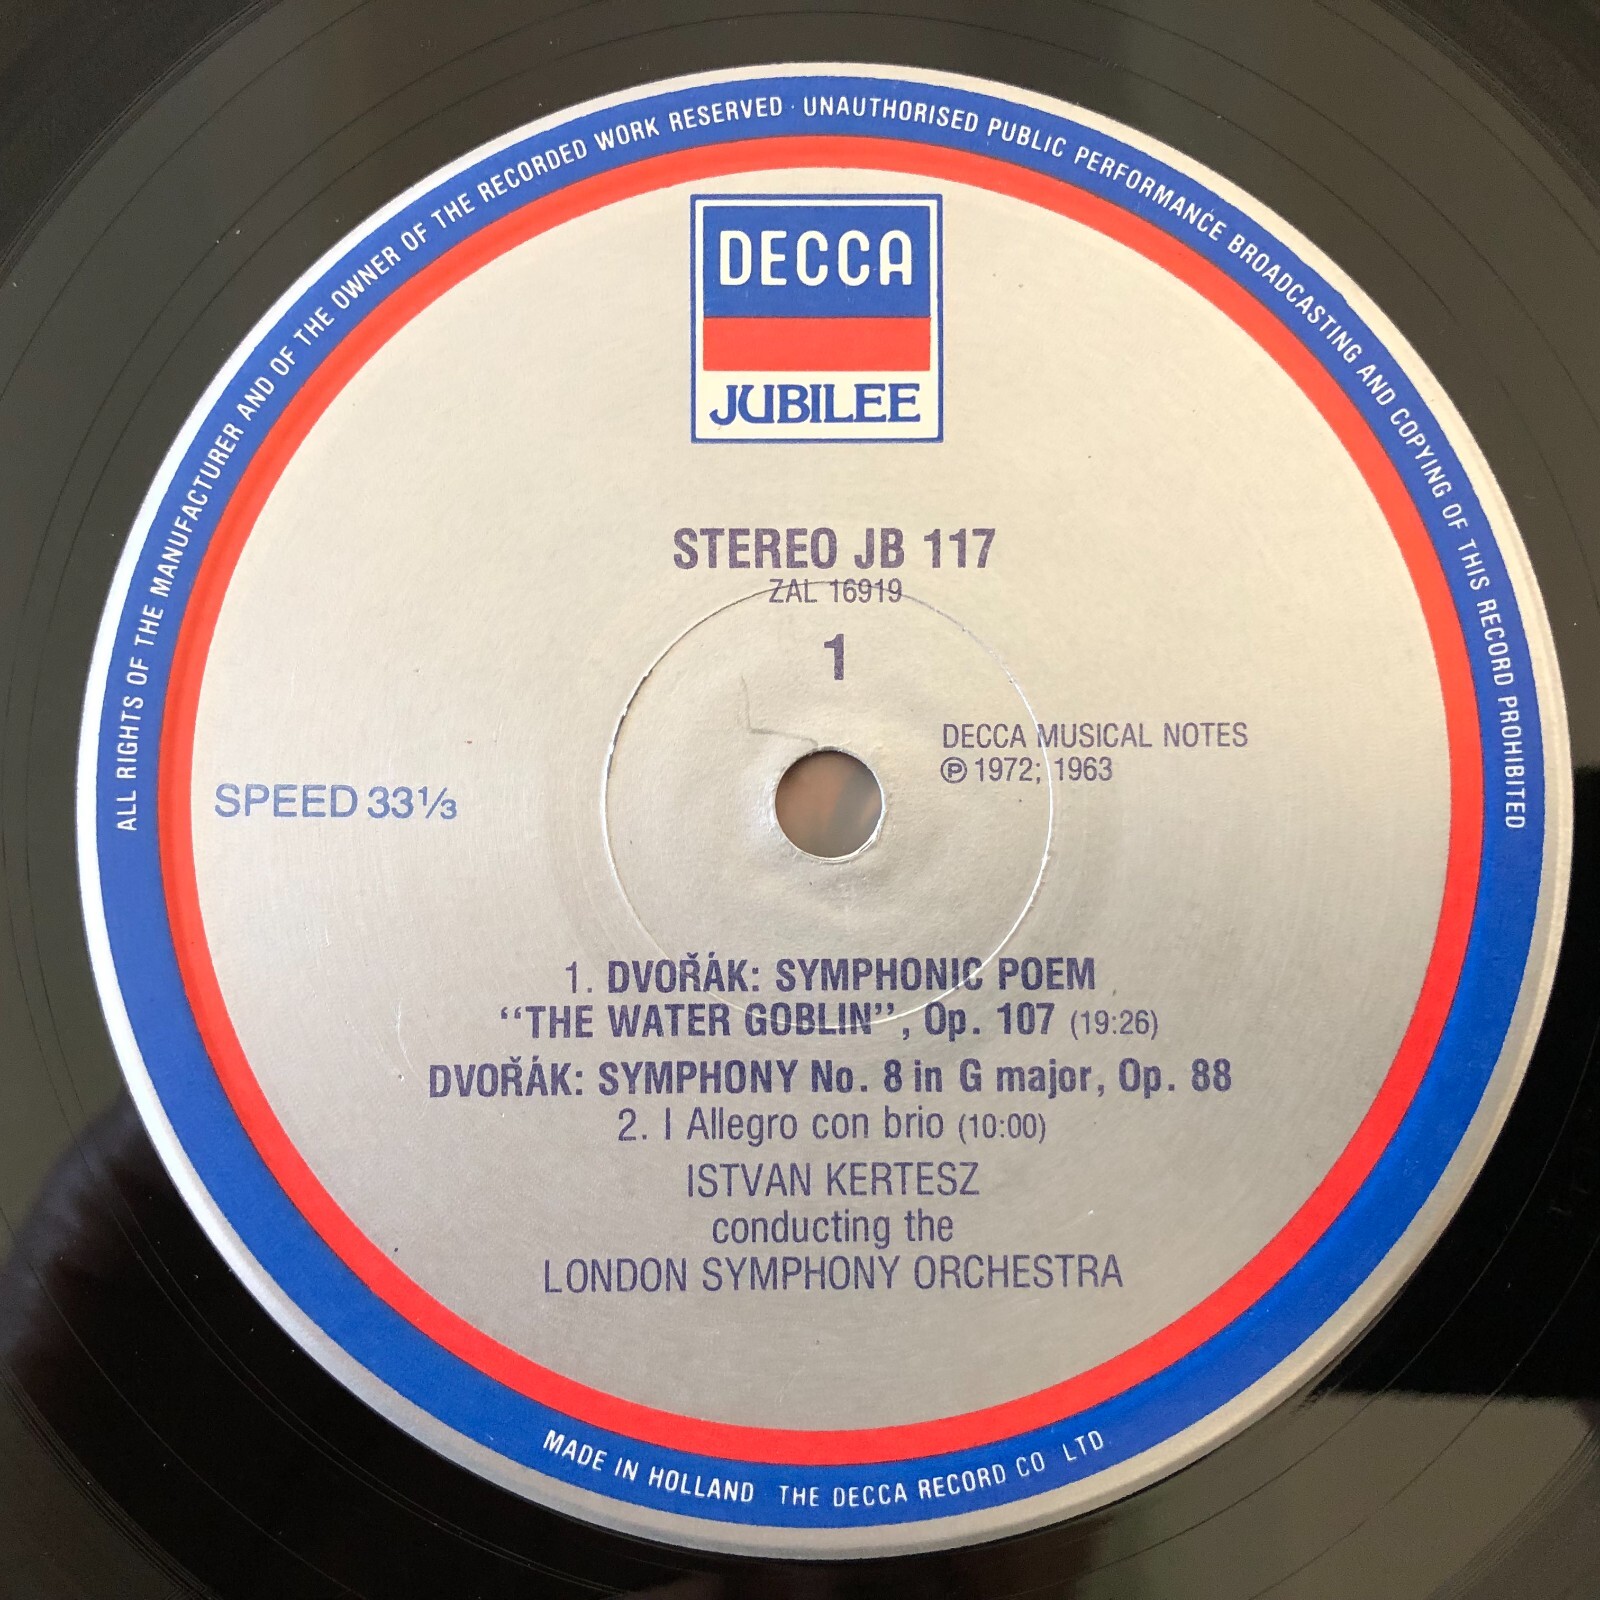 ALL RIGHTS OF THE MANUFACTURER AND OF THE OWNER OF THE RECORDED WORK RESERVED · UNAUTHORISED PUBLIC PERFORMANCE BROADCASTING AND COPYING OF THIS RECORD PROHIBITED
DECCA
JUBILEE
STEREO JB 117
ZAL 16919
1
DECCA MUSICAL NOTES
℗ 1972; 1963
SPEED 33⅓
1. DVOŘÁK: SYMPHONIC POEM
“THE WATER GOBLIN”, Op. 107 (19:26)
DVOŘÁK: SYMPHONY No. 8 in G major, Op. 88
2. I Allegro con brio (10:00)
ISTVAN KERTESZ
conducting the
LONDON SYMPHONY ORCHESTRA
MADE IN HOLLAND THE DECCA RECORD CO LTD